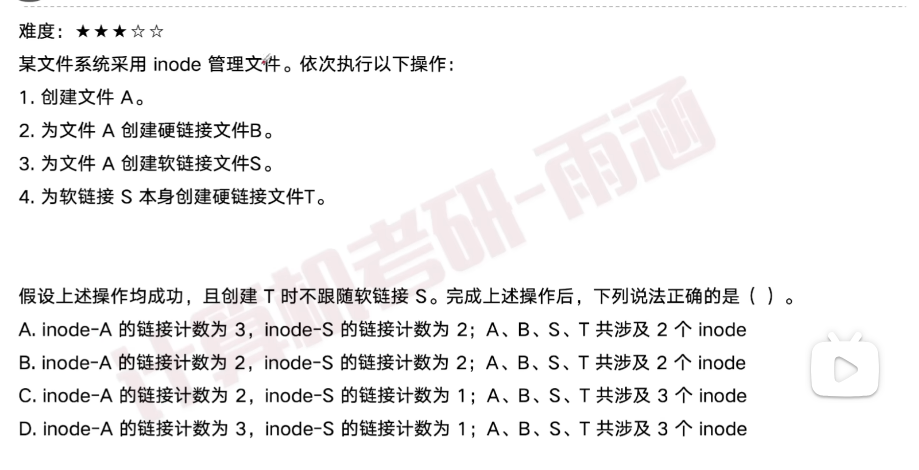 难度：★★★☆☆
某文件系统采用 inode 管理文件。依次执行以下操作：
1. 创建文件 A。
2. 为文件 A 创建硬链接文件B。
3. 为文件 A 创建软链接文件S。
4. 为软链接 S 本身创建硬链接文件T。
计算机考研-雨涵
假设上述操作均成功，且创建 T 时不跟随软链接 S。完成上述操作后，下列说法正确的是（ ）。
A. inode-A 的链接计数为 3，inode-S 的链接计数为 2；A、B、S、T 共涉及 2 个 inode
B. inode-A 的链接计数为 2，inode-S 的链接计数为 2；A、B、S、T 共涉及 2 个 inode
C. inode-A 的链接计数为 2，inode-S 的链接计数为 1；A、B、S、T 共涉及 3 个 inode
D. inode-A 的链接计数为 3，inode-S 的链接计数为 1；A、B、S、T 共涉及 3 个 inode